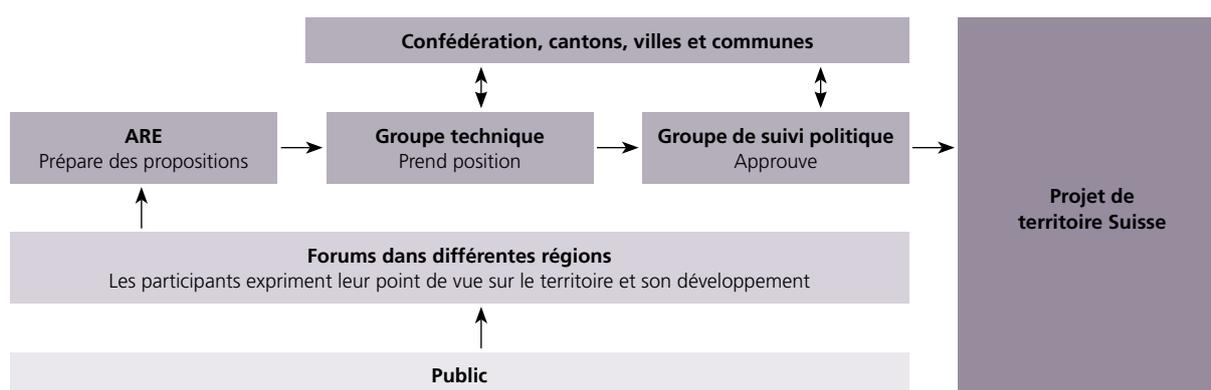 Confédération, cantons, villes et communes
ARE
Prépare des propositions
Groupe technique
Prend position
Groupe de suivi politique
Approuve
Projet de
territoire Suisse
Forums dans différentes régions
Les participants expriment leur point de vue sur le territoire et son développement
Public